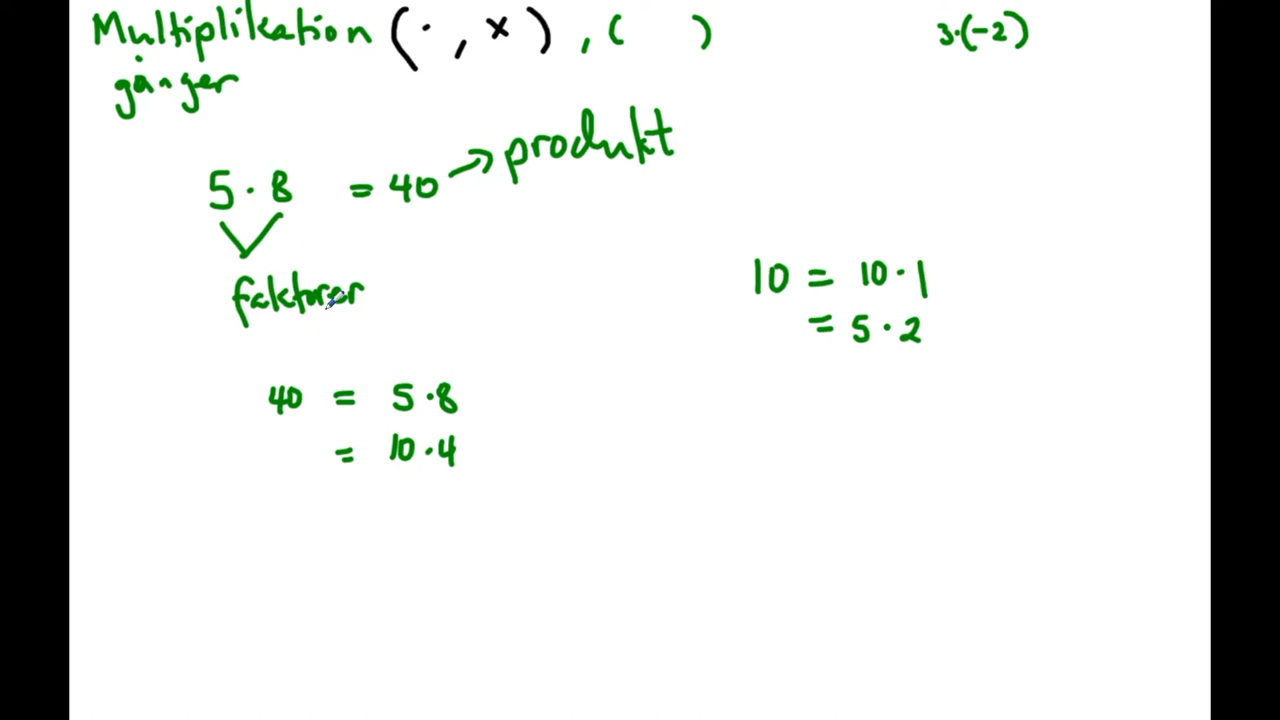 Multiplikation (· , ×) , ( )
3·(-2)
gånger
5 · 8 = 40 → produkt
faktorer
10 = 10 · 1
= 5 · 2
40 = 5 · 8
= 10 · 4